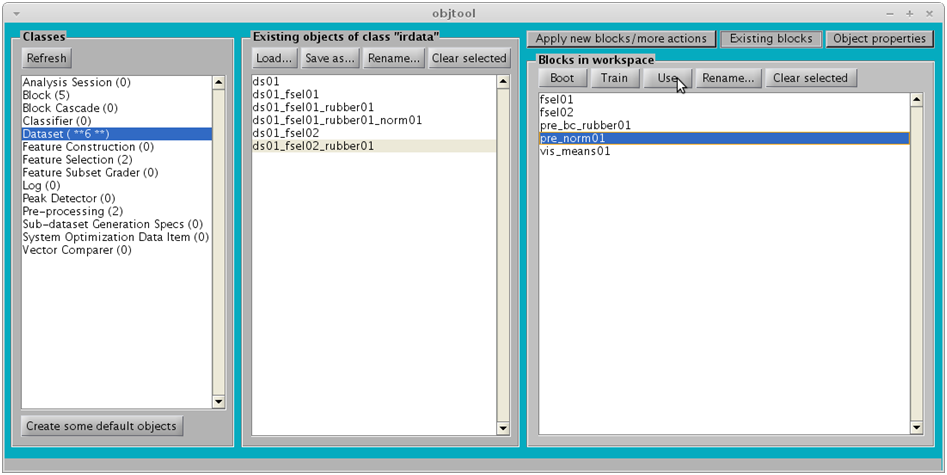 objtool
Classes
Refresh
Analysis Session (0)
Block (5)
Block Cascade (0)
Classifier (0)
Dataset ( **6 **)
Feature Construction (0)
Feature Selection (2)
Feature Subset Grader (0)
Log (0)
Peak Detector (0)
Pre-processing (2)
Sub-dataset Generation Specs (0)
System Optimization Data Item (0)
Vector Comparer (0)
Create some default objects
Existing objects of class "irdata"
Load... Save as... Rename... Clear selected
ds01
ds01_fsel01
ds01_fsel01_rubber01
ds01_fsel01_rubber01_norm01
ds01_fsel02
ds01_fsel02_rubber01
Apply new blocks/more actions Existing blocks Object properties
Blocks in workspace
Boot Train Use Rename... Clear selected
fsel01
fsel02
pre_bc_rubber01
pre_norm01
vis_means01